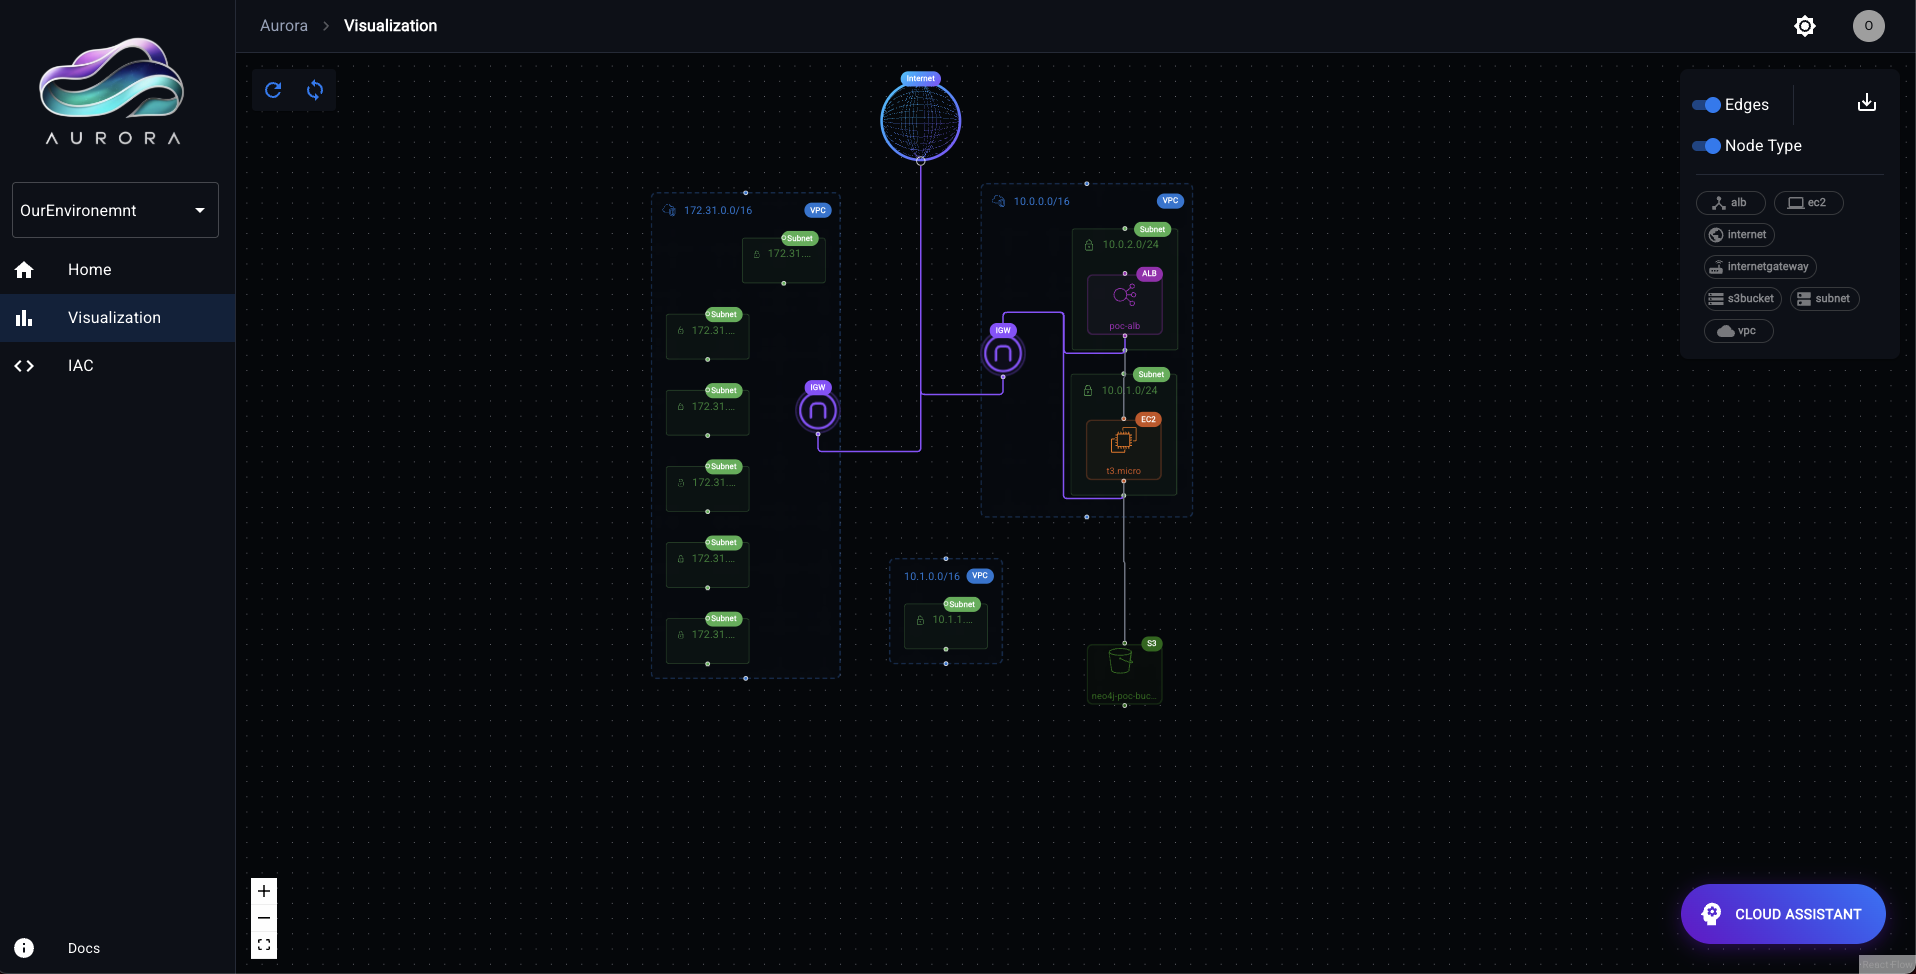 AURORA
OurEnvironemnt
Home
Visualization
IAC
Docs
Aurora > Visualization
O
Internet
172.31.0.0/16 VPC
Subnet
172.31....
Subnet
172.31....
Subnet
172.31....
Subnet
172.31....
Subnet
172.31....
Subnet
172.31....
IGW
10.0.0.0/16 VPC
Subnet
10.0.2.0/24
ALB
poc-alb
IGW
Subnet
10.0.1.0/24
EC2
t3.micro
10.1.0.0/16 VPC
Subnet
10.1.1....
S3
neo4j-poc-buc...
Edges
Node Type
alb ec2
internet
internetgateway
s3bucket subnet
vpc
CLOUD ASSISTANT
React Flow